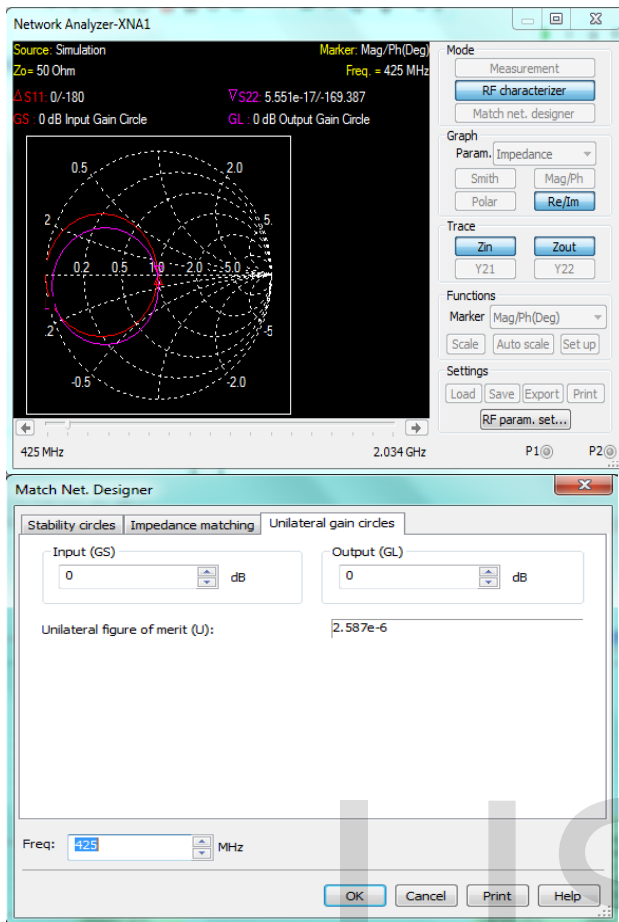 Network Analyzer-XNA1
Source: Simulation Marker: Mag/Ph(Deg)
Zo= 50 Ohm Freq. = 425 MHz
△S11: 0/-180 ▽S22: 5.551e-17/-169.387
GS : 0 dB Input Gain Circle GL : 0 dB Output Gain Circle
0.5 2.0
.2 5.
0.2 0.5 1.0 2.0 5.0
.2 -5
-0.5 -2.0
425 MHz 2.034 GHz
Mode
Measurement
RF characterizer
Match net. designer
Graph
Param. Impedance
Smith Mag/Ph
Polar Re/Im
Trace
Zin Zout
Y21 Y22
Functions
Marker Mag/Ph(Deg)
Scale Auto scale Set up
Settings
Load Save Export Print
RF param. set...
P1 P2
Match Net. Designer
Stability circles Impedance matching Unilateral gain circles
Input (GS) Output (GL)
0 dB 0 dB
Unilateral figure of merit (U): 2.587e-6
Freq: 425 MHz
OK Cancel Print Help